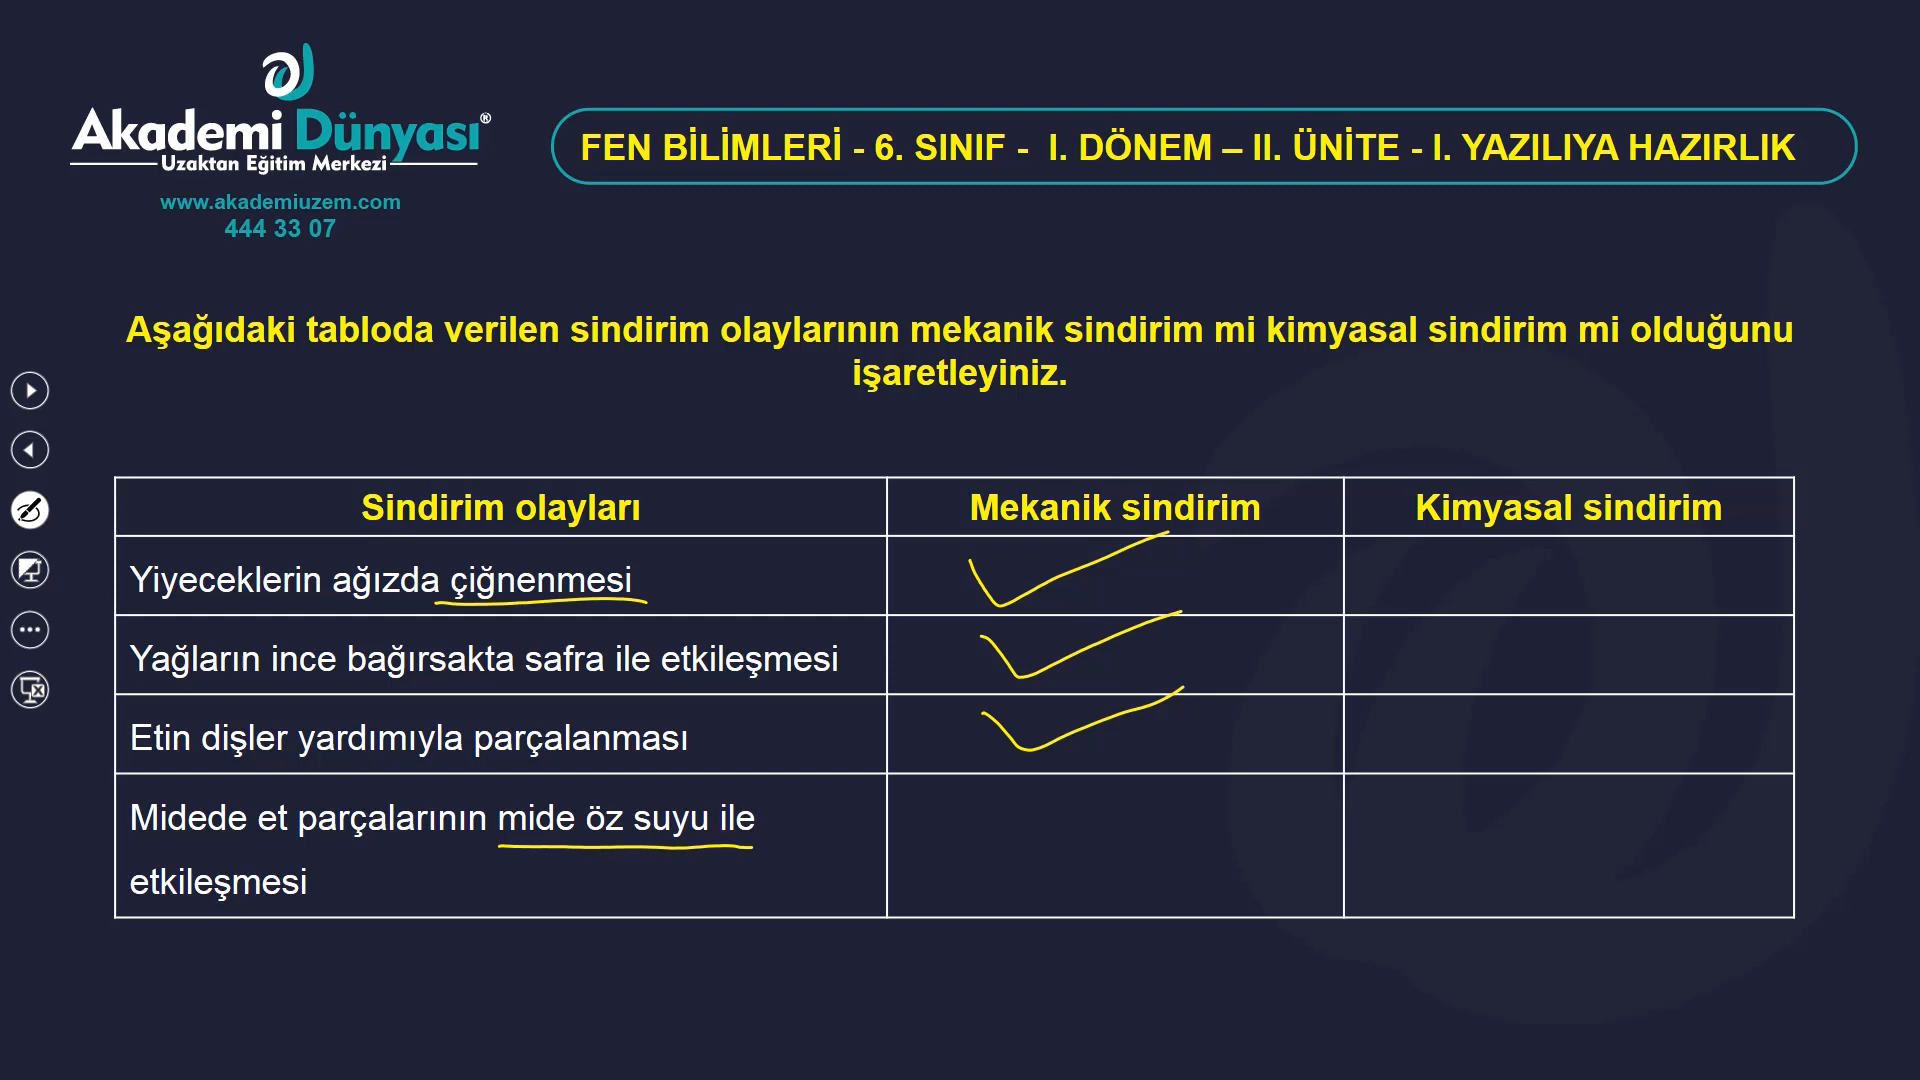 Akademi Dünyası®
Uzaktan Eğitim Merkezi
www.akademiuzem.com
444 33 07
FEN BİLİMLERİ - 6. SINIF - I. DÖNEM – II. ÜNİTE - I. YAZILIYA HAZIRLIK
Aşağıdaki tabloda verilen sindirim olaylarının mekanik sindirim mi kimyasal sindirim mi olduğunu
işaretleyiniz.
Sindirim olayları Mekanik sindirim Kimyasal sindirim
Yiyeceklerin ağızda çiğnenmesi
Yağların ince bağırsakta safra ile etkileşmesi
Etin dişler yardımıyla parçalanması
Midede et parçalarının mide öz suyu ile
etkileşmesi